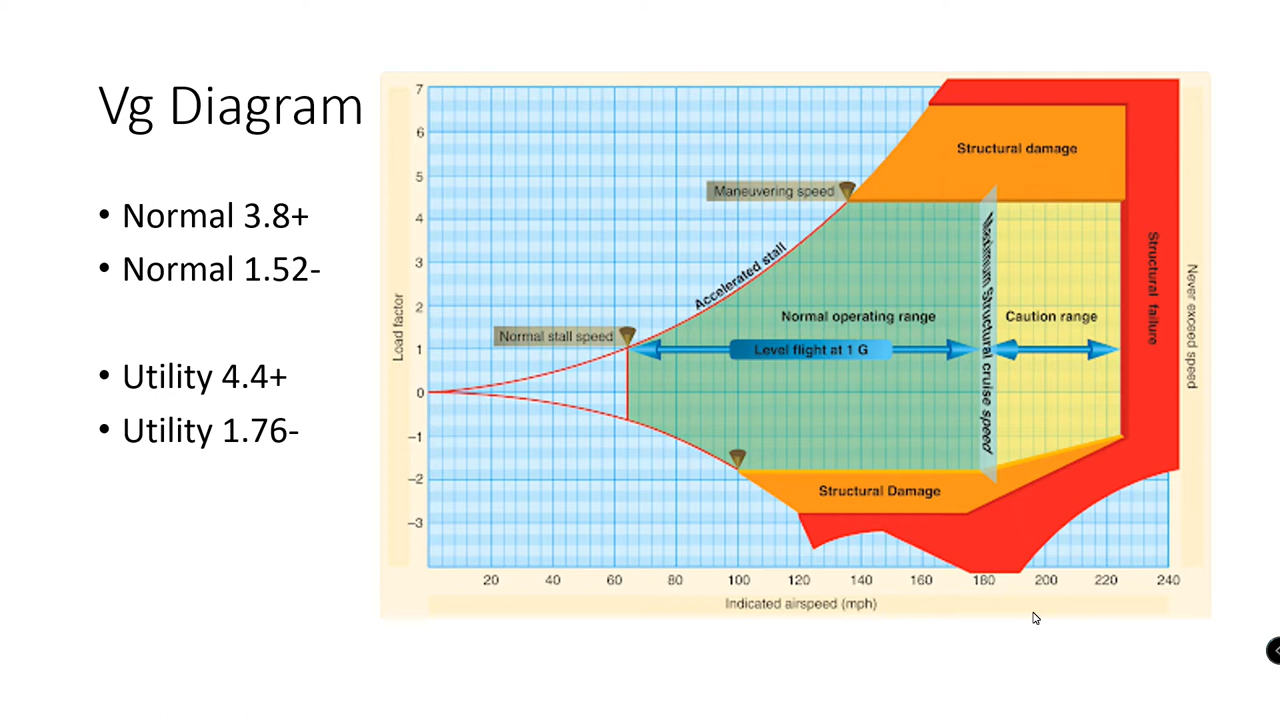 Vg Diagram
• Normal 3.8+
• Normal 1.52-
• Utility 4.4+
• Utility 1.76-
7
6
5
4
3
2
1
0
–1
–2
–3
Load factor
Structural damage
Maneuvering speed
Accelerated stall
Normal stall speed
Normal operating range
Level flight at 1 G
Maximum Structural cruise speed
Caution range
Structural failure
Never exceed speed
Structural Damage
20 40 60 80 100 120 140 160 180 200 220 240
Indicated airspeed (mph)